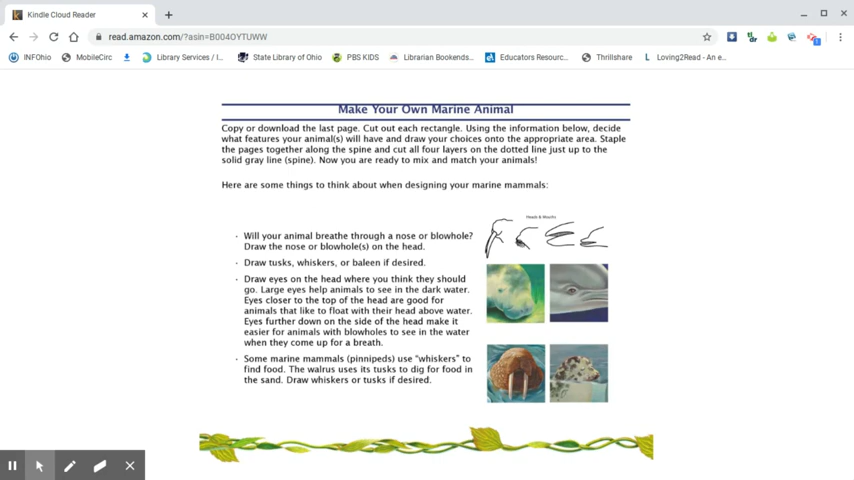 Kindle Cloud Reader
read.amazon.com/?asin=B004OYTUWW
INFOhio
MobileCirc
Library Services / I...
State Library of Ohio
PBS KIDS
Librarian Bookends...
Educators Resourc...
Thrillshare
Loving2Read - An e...
Make Your Own Marine Animal
Copy or download the last page. Cut out each rectangle. Using the information below, decide
what features your animal(s) will have and draw your choices onto the appropriate area. Staple
the pages together along the spine and cut all four layers on the dotted line just up to the
solid gray line (spine). Now you are ready to mix and match your animals!
Here are some things to think about when designing your marine mammals:
Heads & Mouths
· Will your animal breathe through a nose or blowhole?
Draw the nose or blowhole(s) on the head.
· Draw tusks, whiskers, or baleen if desired.
· Draw eyes on the head where you think they should
go. Large eyes help animals to see in the dark water.
Eyes closer to the top of the head are good for
animals that like to float with their head above water.
Eyes further down on the side of the head make it
easier for animals with blowholes to see in the water
when they come up for a breath.
· Some marine mammals (pinnipeds) use “whiskers” to
find food. The walrus uses its tusks to dig for food in
the sand. Draw whiskers or tusks if desired.